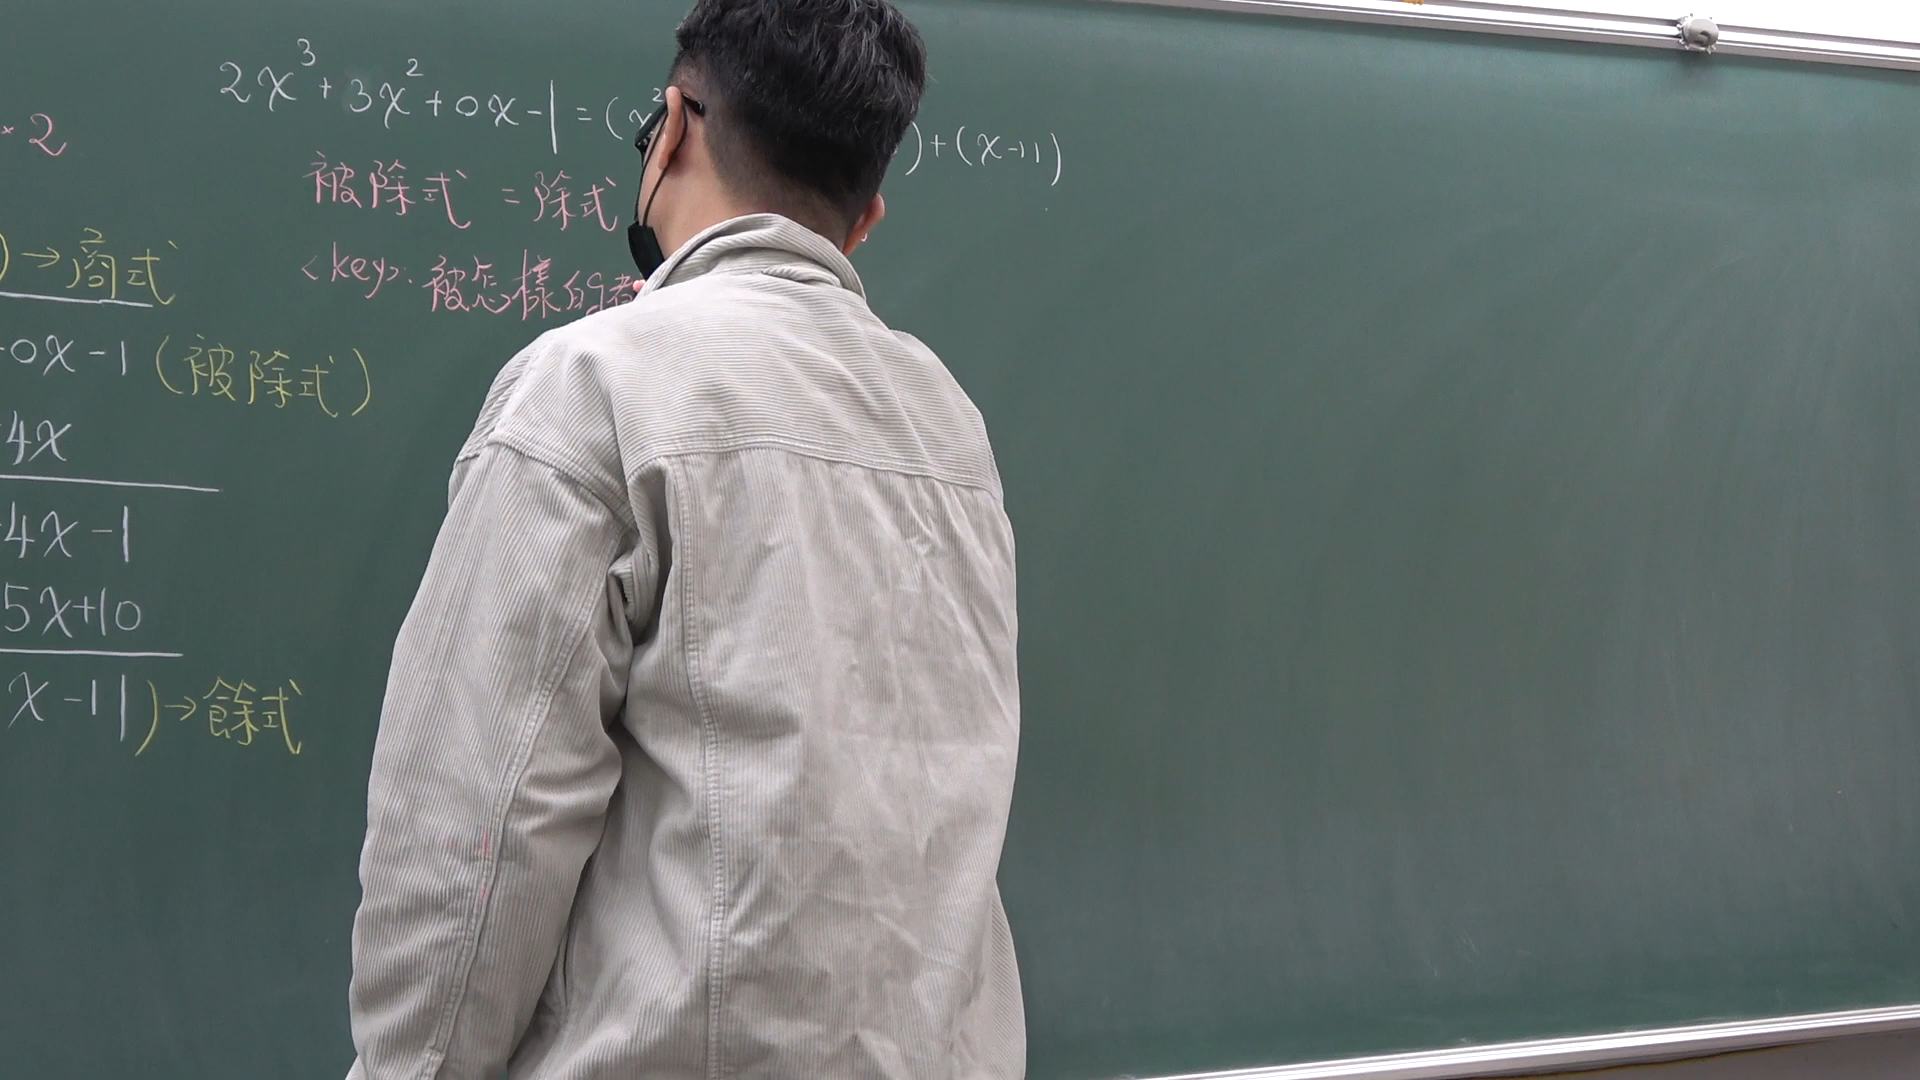 2x³+3x²+0x-1=(x²)+(x-11)
×2
被除式 = 除式
→商式
<key>:被怎樣的者
0x-1 (被除式)
4x
4x-1
5x+10
x-11)→餘式